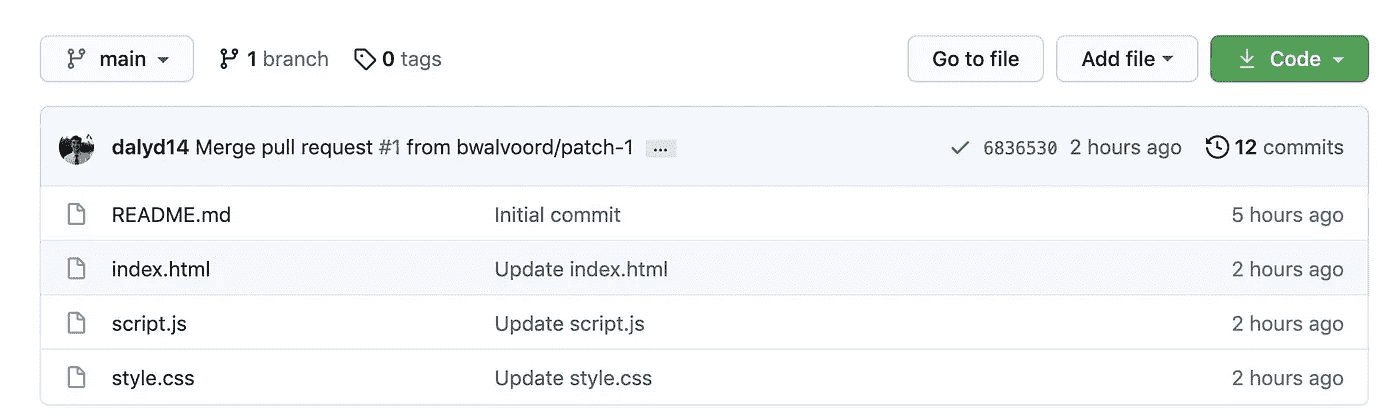 main 1 branch 0 tags Go to file Add file Code
dalyd14 Merge pull request #1 from bwalvoord/patch-1 ... 6836530 2 hours ago 12 commits
README.md Initial commit 5 hours ago
index.html Update index.html 2 hours ago
script.js Update script.js 2 hours ago
style.css Update style.css 2 hours ago